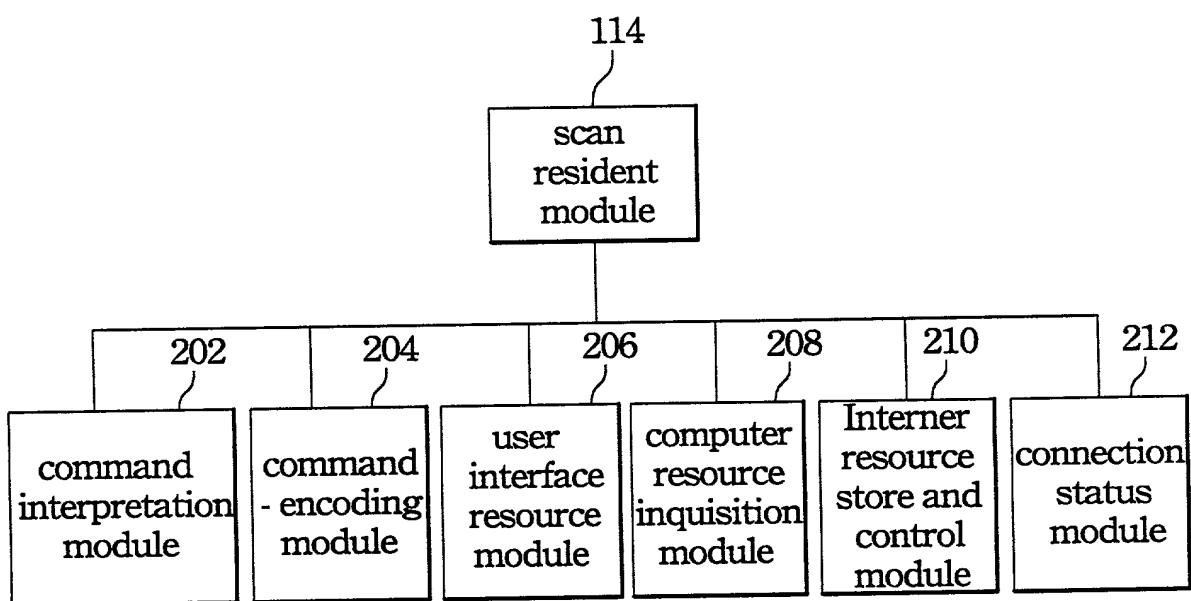 114
scan
resident
module
202
204
206
208
210
212
command
interpretation
module
command
- encoding
module
user
interface
resource
module
computer
resource
inquisition
module
Interner
resource
store and
control
module
connection
status
module